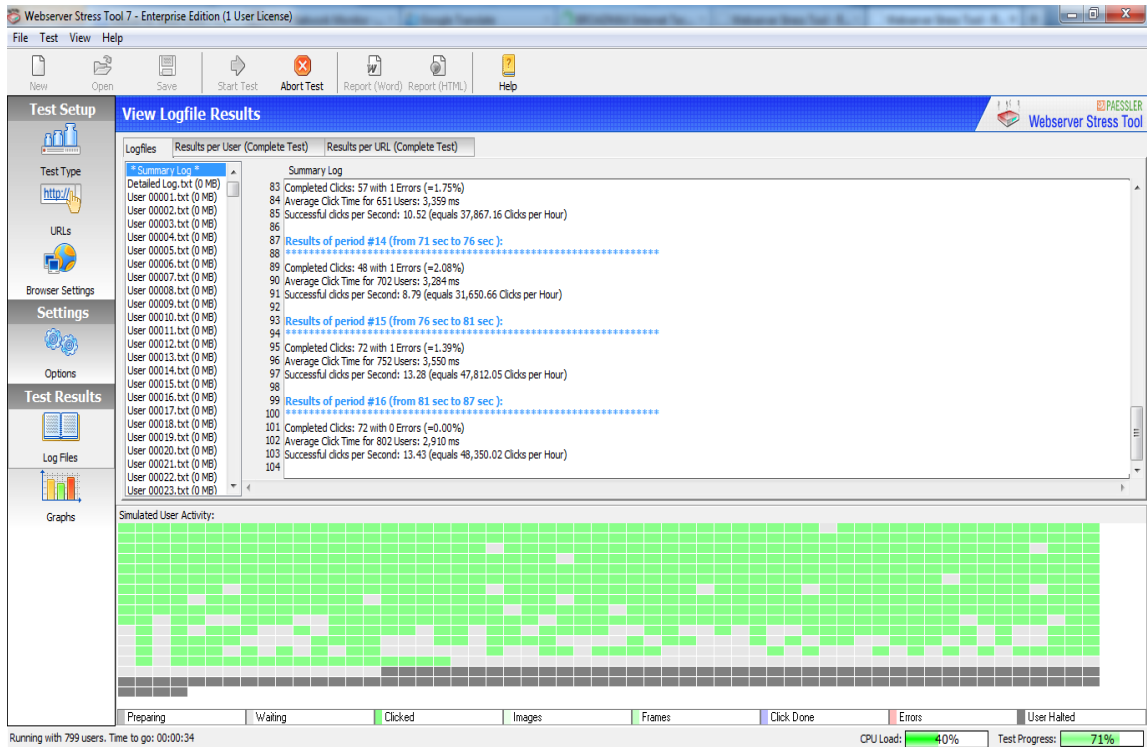 Webserver Stress Tool 7 - Enterprise Edition (1 User License)
File Test View Help
New Open Save Start Test Abort Test Report (Word) Report (HTML) Help
Test Setup
Test Type
http://
URLs
Browser Settings
Settings
Options
Test Results
Log Files
Graphs
View Logfile Results
PAESSLER
Webserver Stress Tool
Logfiles Results per User (Complete Test) Results per URL (Complete Test)
* Summary Log *
Detailed Log.txt (0 MB)
User 00001.txt (0 MB)
User 00002.txt (0 MB)
User 00003.txt (0 MB)
User 00004.txt (0 MB)
User 00005.txt (0 MB)
User 00006.txt (0 MB)
User 00007.txt (0 MB)
User 00008.txt (0 MB)
User 00009.txt (0 MB)
User 00010.txt (0 MB)
User 00011.txt (0 MB)
User 00012.txt (0 MB)
User 00013.txt (0 MB)
User 00014.txt (0 MB)
User 00015.txt (0 MB)
User 00016.txt (0 MB)
User 00017.txt (0 MB)
User 00018.txt (0 MB)
User 00019.txt (0 MB)
User 00020.txt (0 MB)
User 00021.txt (0 MB)
User 00022.txt (0 MB)
User 00023.txt (0 MB)
Summary Log
83 Completed Clicks: 57 with 1 Errors (=1.75%)
84 Average Click Time for 651 Users: 3,359 ms
85 Successful clicks per Second: 10.52 (equals 37,867.16 Clicks per Hour)
86
87 Results of period #14 (from 71 sec to 76 sec ):
88 ****************************************************************
89 Completed Clicks: 48 with 1 Errors (=2.08%)
90 Average Click Time for 702 Users: 3,284 ms
91 Successful clicks per Second: 8.79 (equals 31,650.66 Clicks per Hour)
92
93 Results of period #15 (from 76 sec to 81 sec ):
94 ****************************************************************
95 Completed Clicks: 72 with 1 Errors (=1.39%)
96 Average Click Time for 752 Users: 3,550 ms
97 Successful clicks per Second: 13.28 (equals 47,812.05 Clicks per Hour)
98
99 Results of period #16 (from 81 sec to 87 sec ):
100 ****************************************************************
101 Completed Clicks: 72 with 0 Errors (=0.00%)
102 Average Click Time for 802 Users: 2,910 ms
103 Successful clicks per Second: 13.43 (equals 48,350.02 Clicks per Hour)
104
Simulated User Activity:
Preparing Waiting Clicked Images Frames Click Done Errors User Halted
Running with 799 users. Time to go: 00:00:34
CPU Load: 40% Test Progress: 71%